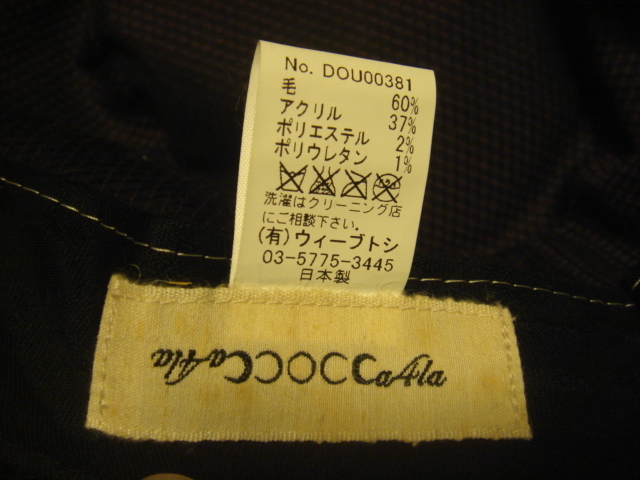 No. DOU00381
毛 60%
アクリル 37%
ポリエステル 2%
ポリウレタン 1%
洗濯はクリーニング店
にご相談下さい。
(有)ウィーブトシ
03-5775-3445
日本製
Ca4la
Ca4la